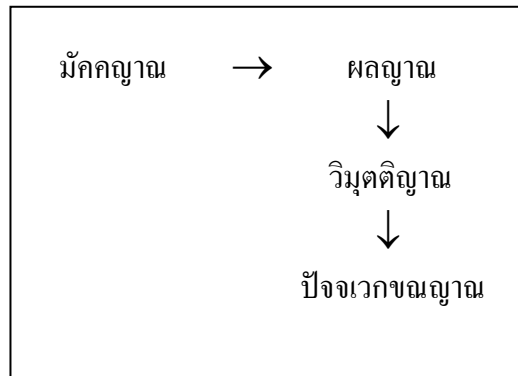 มัคคญาณ → ผลญาณ
↓
วิมุตติญาณ
↓
ปัจจเวกขณญาณ